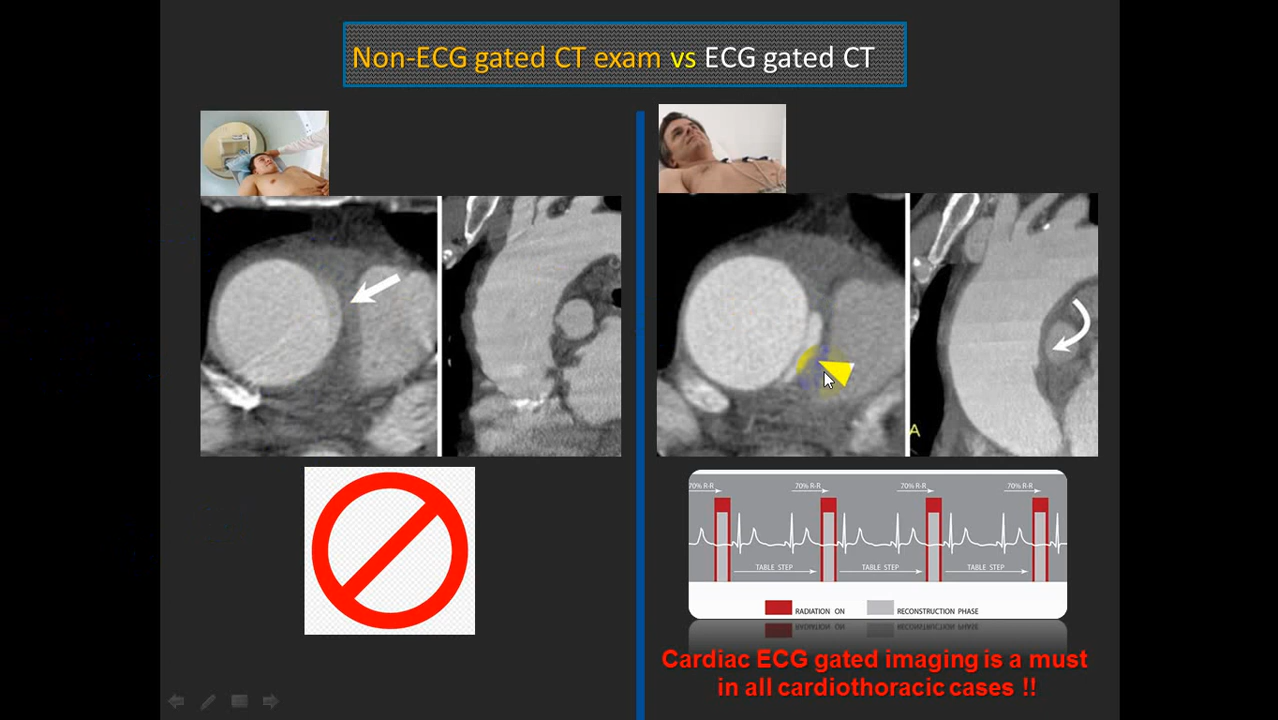 Non-ECG gated CT exam vs ECG gated CT
A
70% R-R 70% R-R 70% R-R 70% R-R
TABLE STEP TABLE STEP TABLE STEP
RADIATION ON RECONSTRUCTION PHASE
Cardiac ECG gated imaging is a must
in all cardiothoracic cases !!